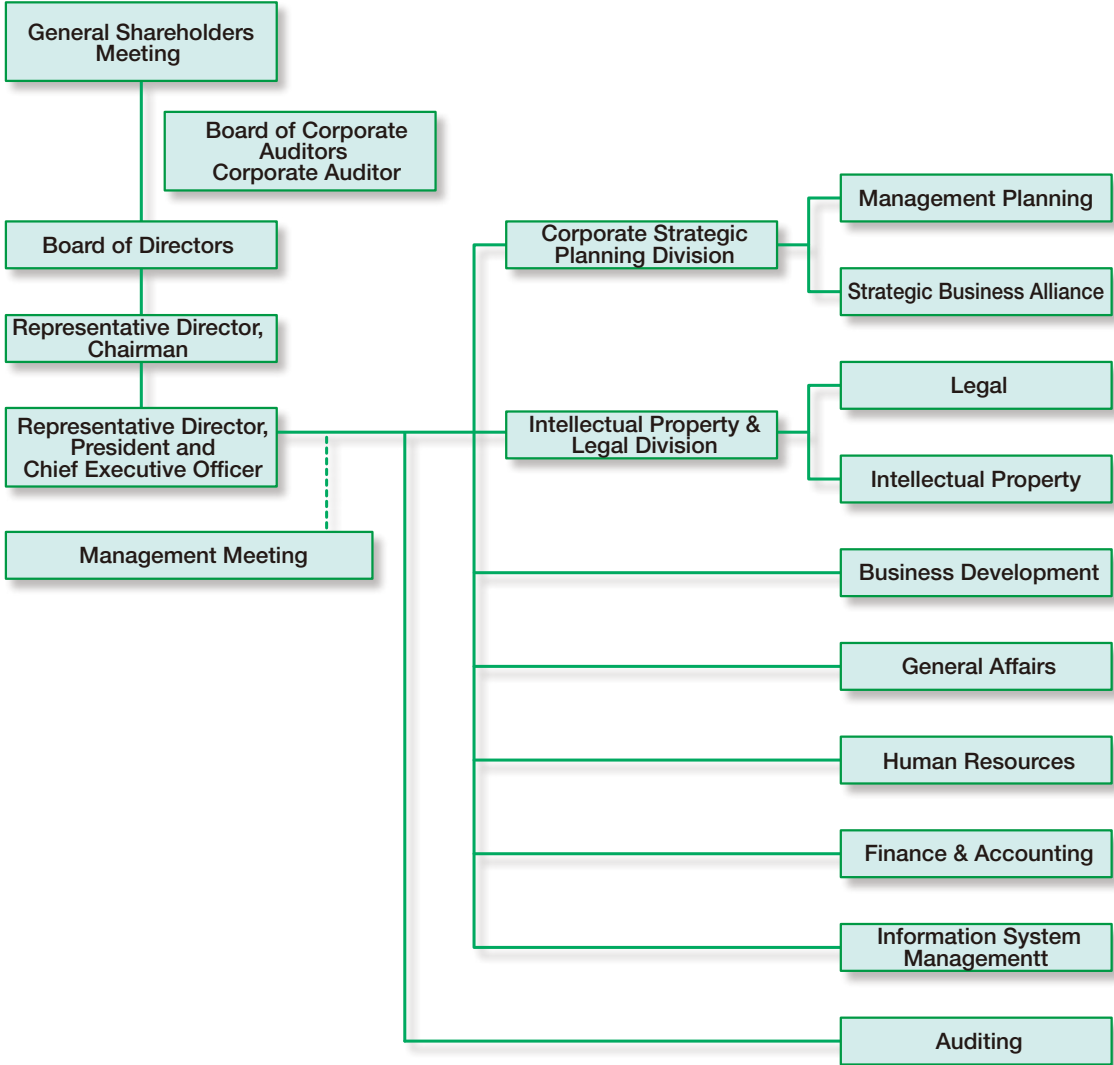 General Shareholders
Meeting
Board of Corporate
Auditors
Corporate Auditor
Board of Directors
Representative Director,
Chairman
Representative Director,
President and
Chief Executive Officer
Management Meeting
Corporate Strategic
Planning Division
Intellectual Property &
Legal Division
Management Planning
Strategic Business Alliance
Legal
Intellectual Property
Business Development
General Affairs
Human Resources
Finance & Accounting
Information System
Managementt
Auditing